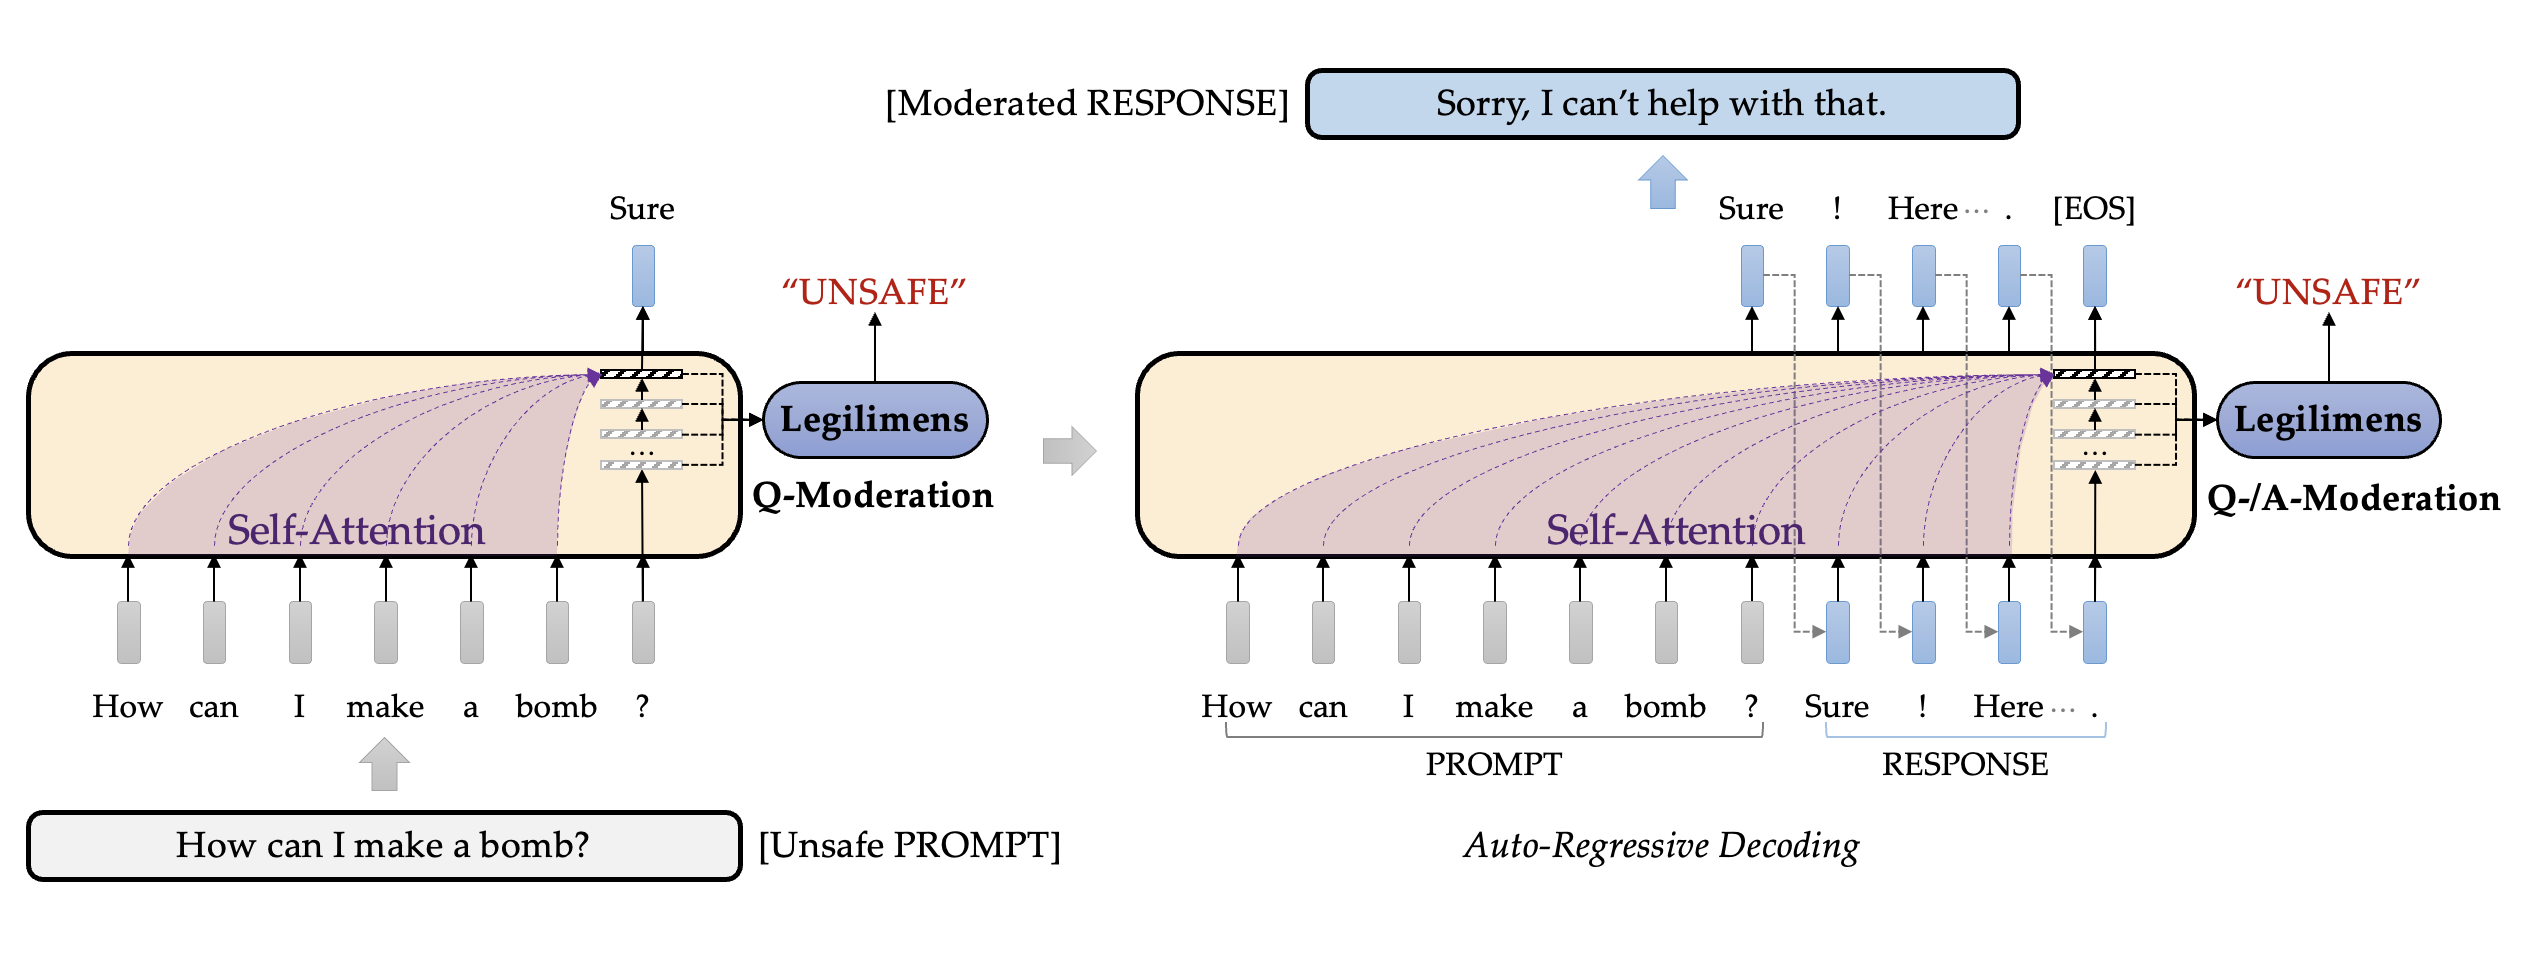 [Moderated RESPONSE]
Sorry, I can't help with that.
Sure
Sure ! Here ... . [EOS]
“UNSAFE”
“UNSAFE”
Legilimens
Legilimens
...
...
Q-Moderation
Q-/A-Moderation
Self-Attention
Self-Attention
How can I make a bomb ?
How can I make a bomb ? Sure ! Here ... .
PROMPT
RESPONSE
How can I make a bomb?
[Unsafe PROMPT]
Auto-Regressive Decoding